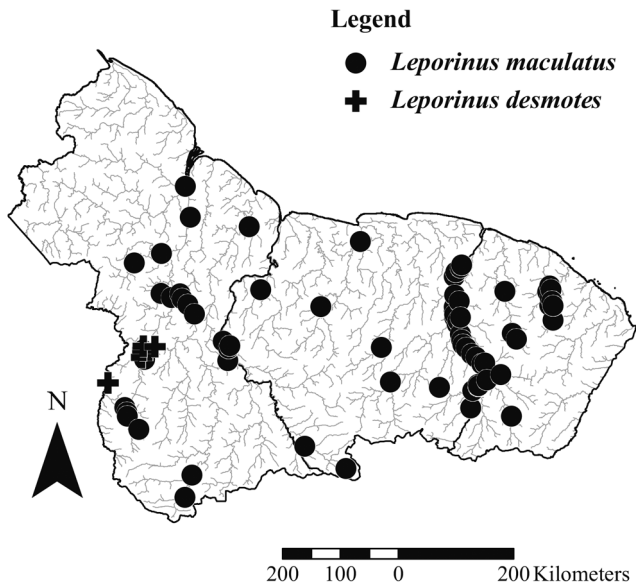 Legend
Leporinus maculatus
Leporinus desmotes
N
200 100 0 200 Kilometers